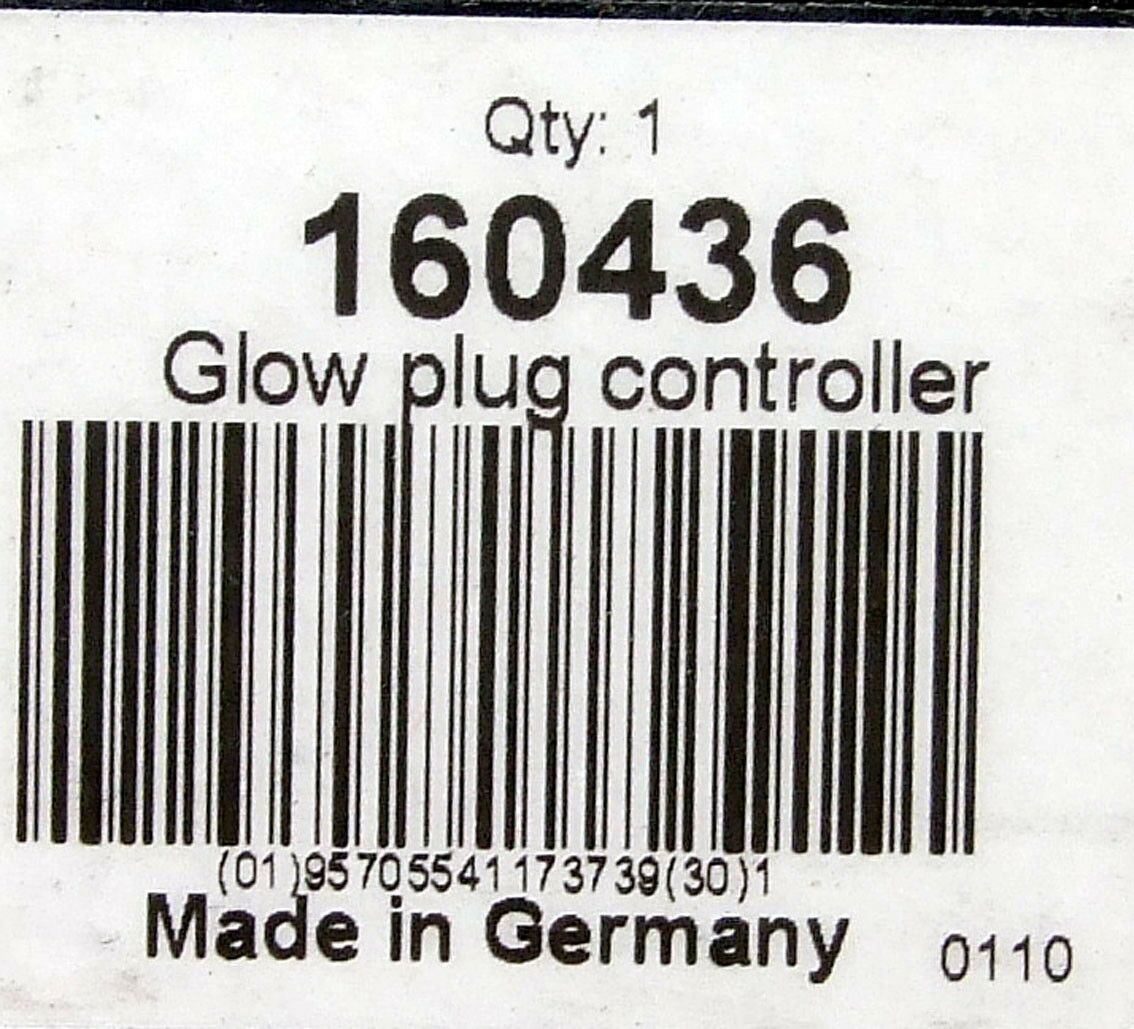 Qty: 1
160436
Glow plug controller
(01)95705541173739(30)1
Made in Germany 0110